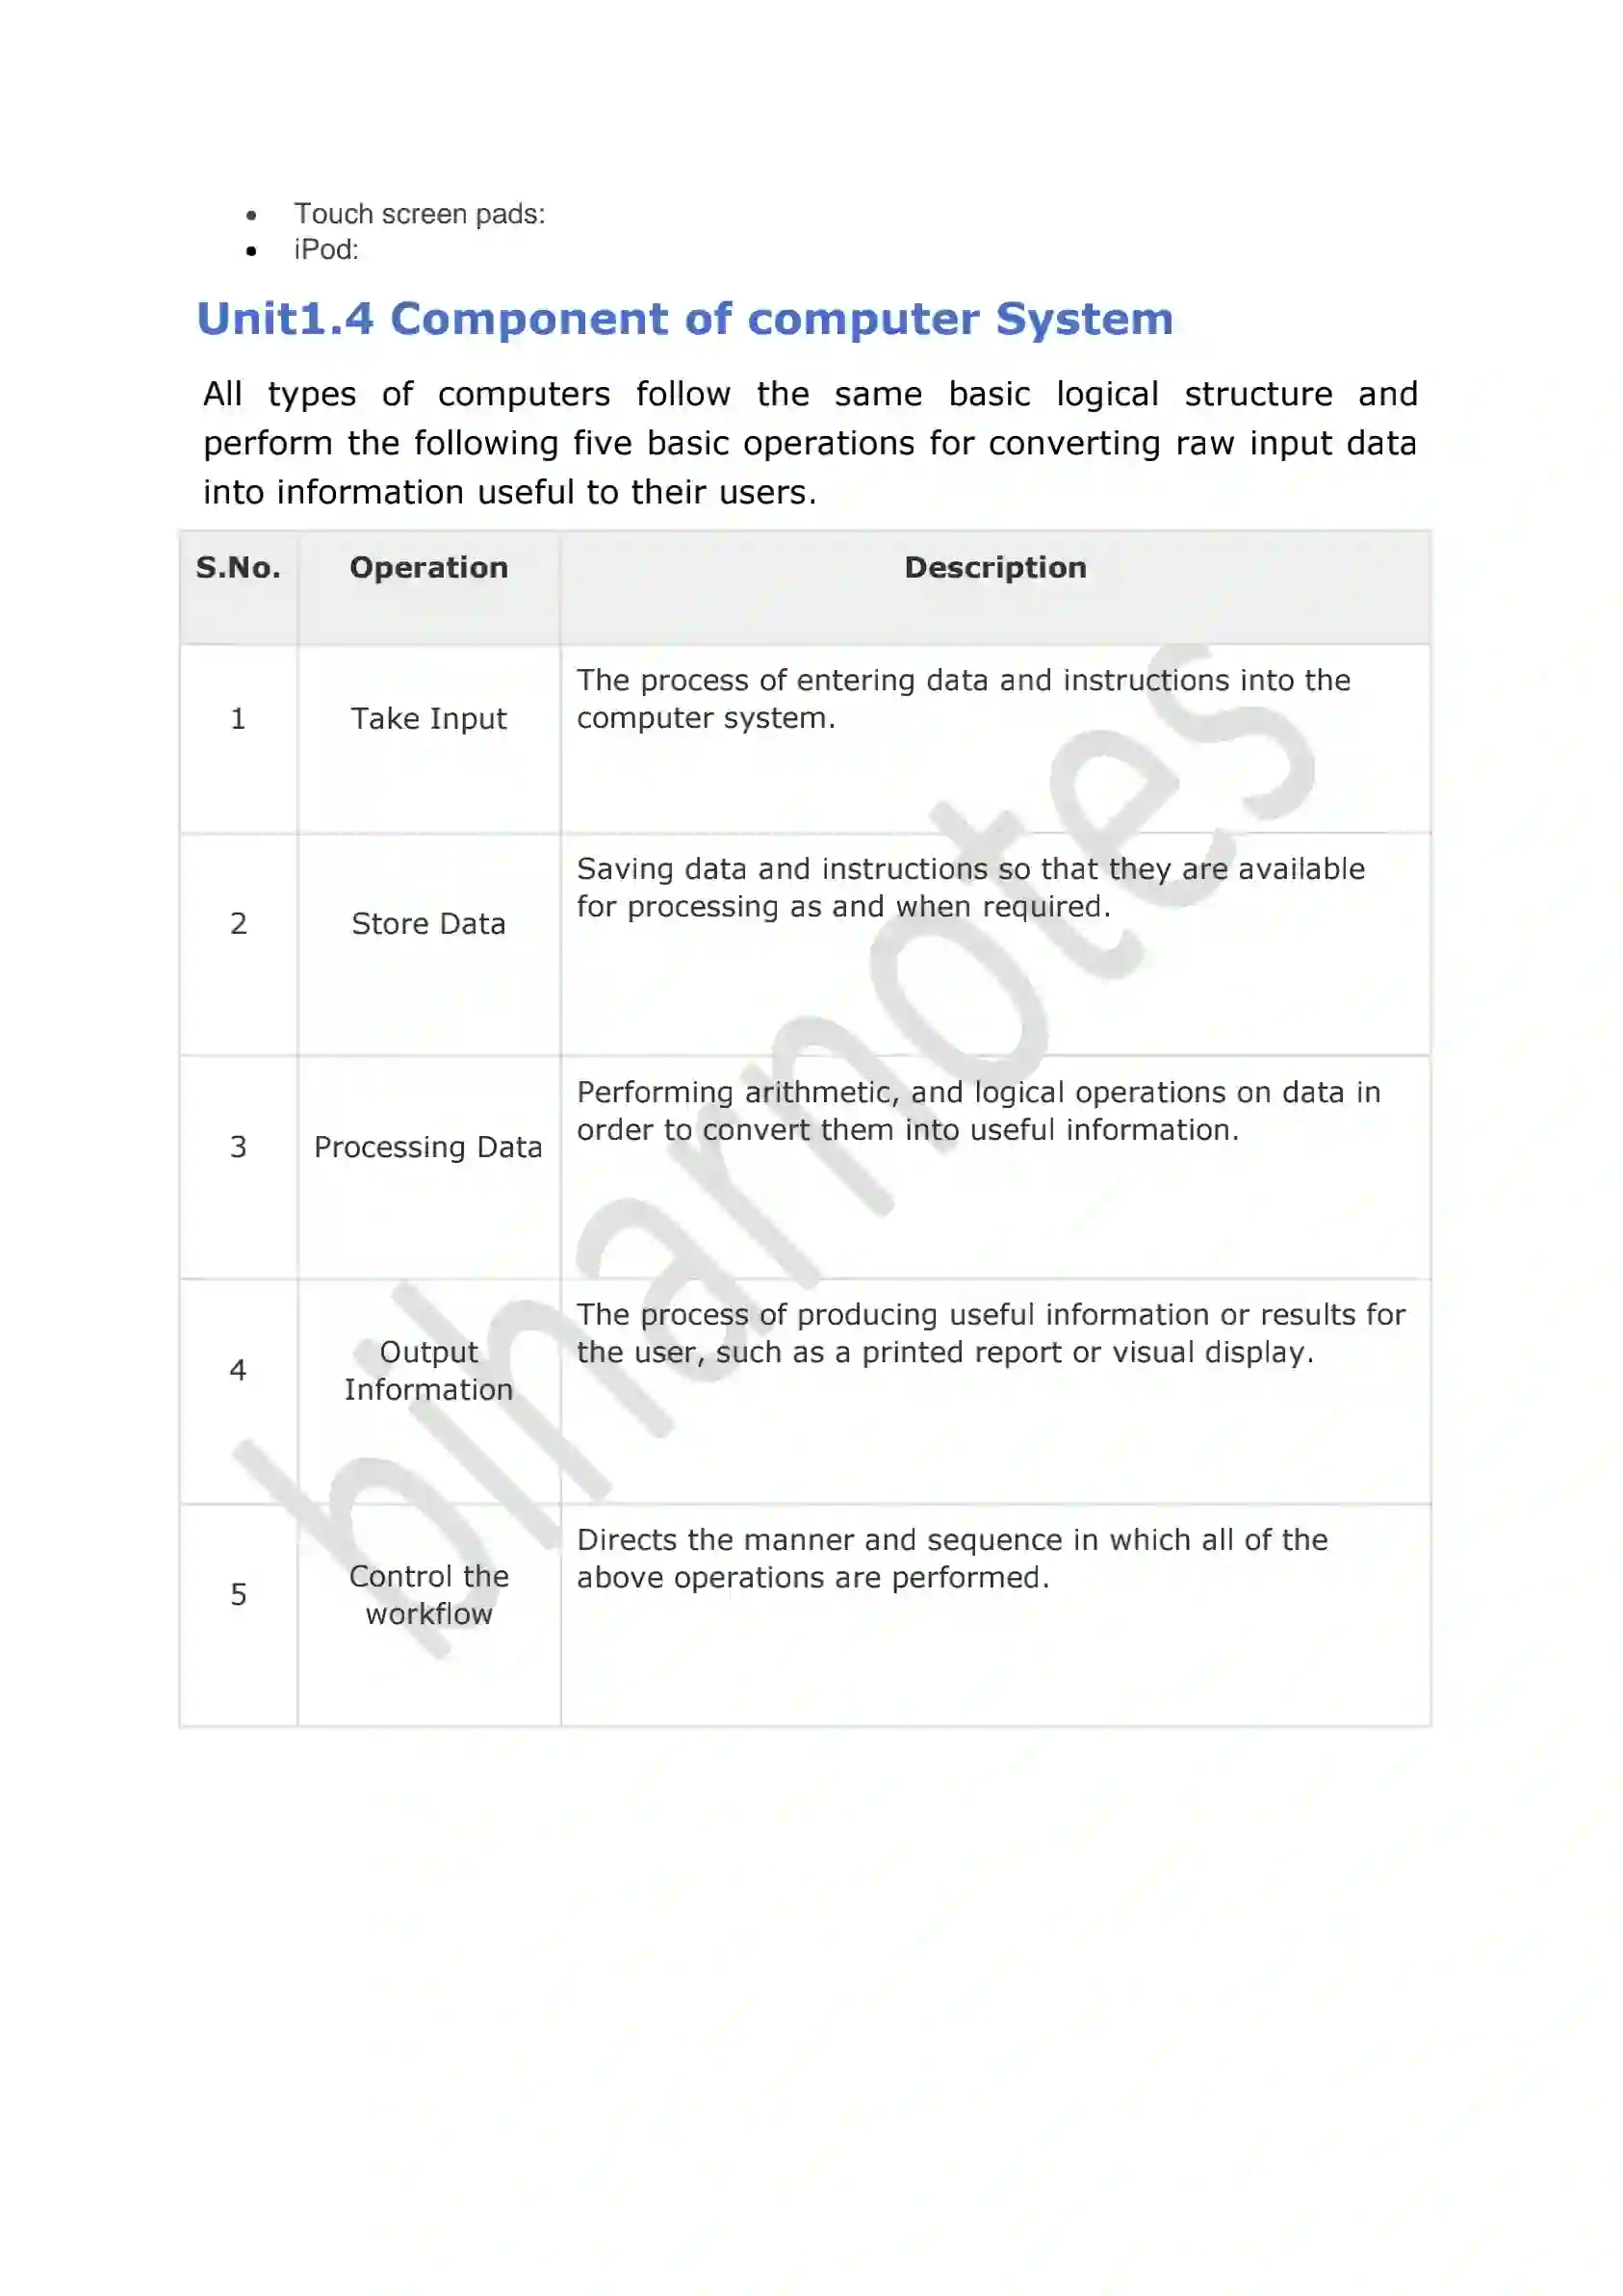 • Touch screen pads:
• iPod:
Unit1.4 Component of computer System
All types of computers follow the same basic logical structure and
perform the following five basic operations for converting raw input data
into information useful to their users.
S.No. Operation Description
1 Take Input The process of entering data and instructions into the
computer system.
2 Store Data Saving data and instructions so that they are available
for processing as and when required.
3 Processing Data Performing arithmetic, and logical operations on data in
order to convert them into useful information.
4 Output
Information The process of producing useful information or results for
the user, such as a printed report or visual display.
5 Control the
workflow Directs the manner and sequence in which all of the
above operations are performed.
biharnotes